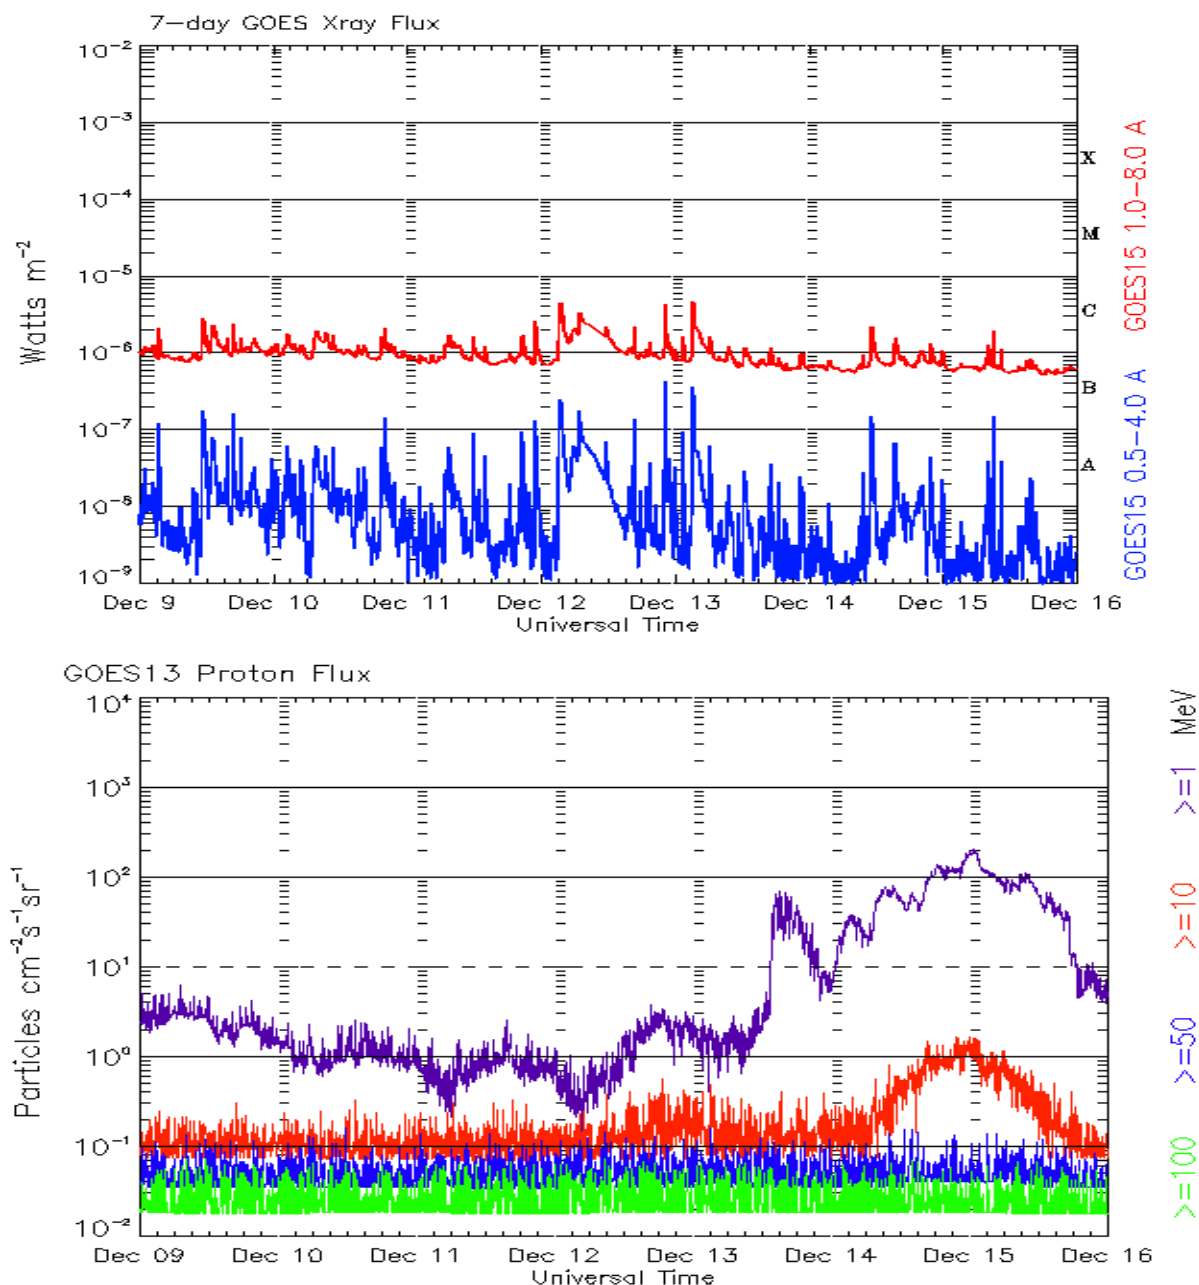 7-day GOES Xray Flux
10⁻²
10⁻³
10⁻⁴
10⁻⁵
10⁻⁶
10⁻⁷
10⁻⁸
10⁻⁹
Watts m⁻²
X
M
C
B
A
GOES15 1.0-8.0 A
GOES15 0.5-4.0 A
Dec 9 Dec 10 Dec 11 Dec 12 Dec 13 Dec 14 Dec 15 Dec 16
Universal Time
GOES13 Proton Flux
10⁴
10³
10²
10¹
10⁰
10⁻¹
10⁻²
Particles cm⁻²s⁻¹sr⁻¹
>=1 MeV
>=10
>=50
>=100
Dec 09 Dec 10 Dec 11 Dec 12 Dec 13 Dec 14 Dec 15 Dec 16
Universal Time